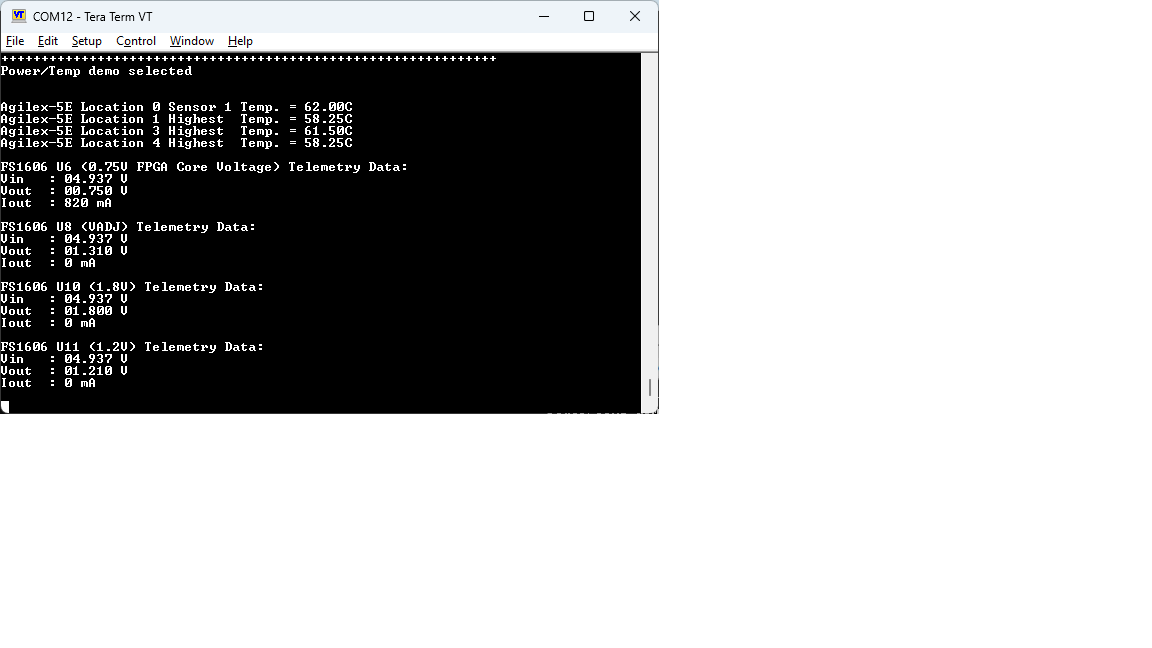 COM12 - Tera Term VT
File Edit Setup Control Window Help
++++++++++++++++++++++++++++++++++++++++++++++++++++++++++++++
Power/Temp demo selected
Agilex-5E Location 0 Sensor 1 Temp. = 62.00C
Agilex-5E Location 1 Highest  Temp. = 58.25C
Agilex-5E Location 3 Highest  Temp. = 61.50C
Agilex-5E Location 4 Highest  Temp. = 58.25C
FS1606 U6 (0.75V FPGA Core Voltage) Telemetry Data:
Vin   : 04.937 V
Vout  : 00.750 V
Iout  : 820 mA
FS1606 U8 (VADJ) Telemetry Data:
Vin   : 04.937 V
Vout  : 01.310 V
Iout  : 0 mA
FS1606 U10 (1.8V) Telemetry Data:
Vin   : 04.937 V
Vout  : 01.800 V
Iout  : 0 mA
FS1606 U11 (1.2V) Telemetry Data:
Vin   : 04.937 V
Vout  : 01.210 V
Iout  : 0 mA